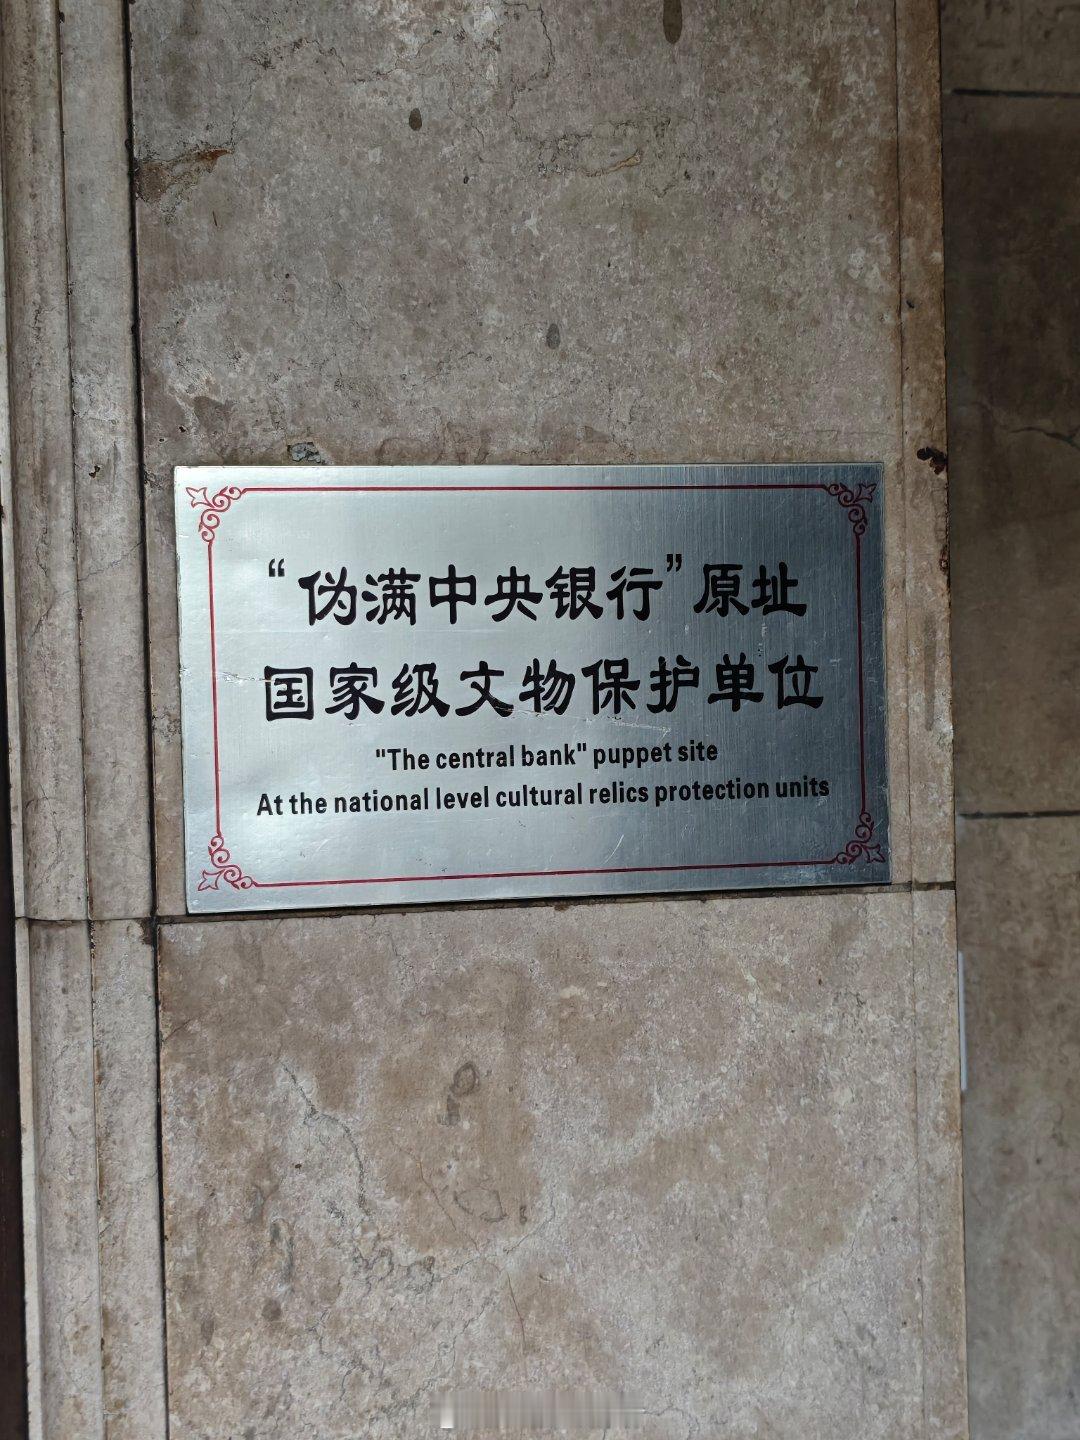 “伪满中央银行”原址
国家级文物保护单位
"The central bank" puppet site
At the national level cultural relics protection units